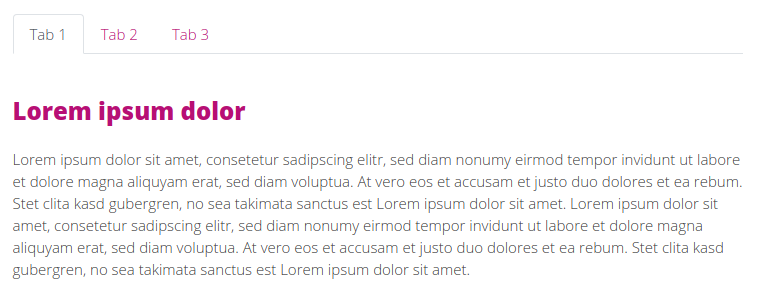 Tab 1 Tab 2 Tab 3
Lorem ipsum dolor
Lorem ipsum dolor sit amet, consetetur sadipscing elitr, sed diam nonumy eirmod tempor invidunt ut labore
et dolore magna aliquyam erat, sed diam voluptua. At vero eos et accusam et justo duo dolores et ea rebum.
Stet clita kasd gubergren, no sea takimata sanctus est Lorem ipsum dolor sit amet. Lorem ipsum dolor sit
amet, consetetur sadipscing elitr, sed diam nonumy eirmod tempor invidunt ut labore et dolore magna
aliquyam erat, sed diam voluptua. At vero eos et accusam et justo duo dolores et ea rebum. Stet clita kasd
gubergren, no sea takimata sanctus est Lorem ipsum dolor sit amet.